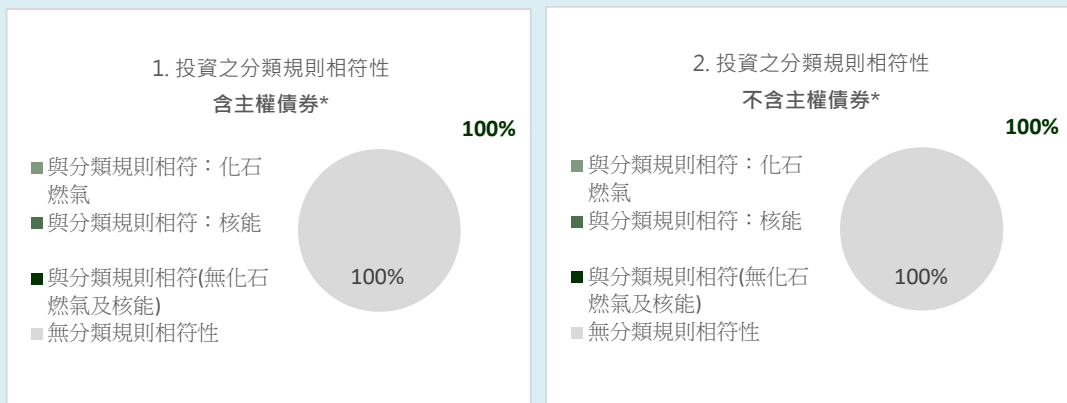 1. 投資之分類規則相符性
含主權債券*
100%
與分類規則相符：化石
燃氣
與分類規則相符：核能
與分類規則相符(無化石
燃氣及核能)
無分類規則相符性
100%
2. 投資之分類規則相符性
不含主權債券*
100%
與分類規則相符：化石
燃氣
與分類規則相符：核能
與分類規則相符(無化石
燃氣及核能)
無分類規則相符性
100%